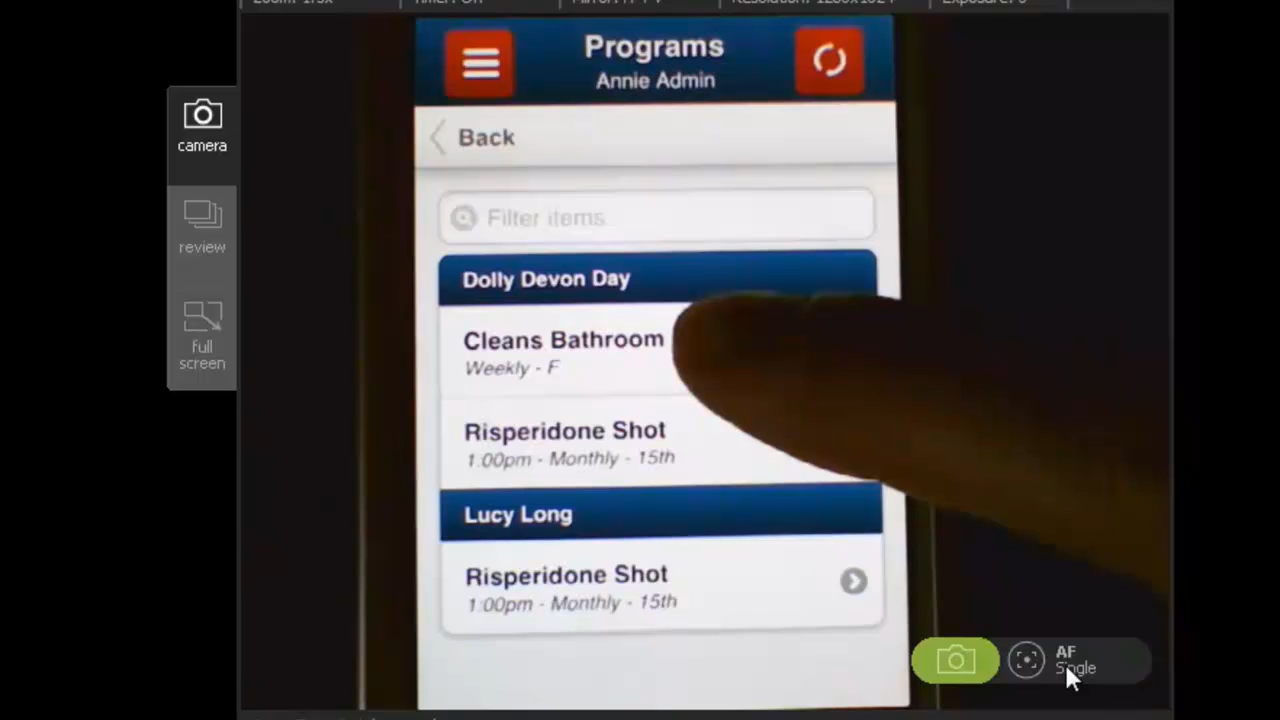 Programs
Annie Admin
Back
Filter items
Dolly Devon Day
Cleans Bathroom
Weekly - F
Risperidone Shot
1:00pm - Monthly - 15th
Lucy Long
Risperidone Shot
1:00pm - Monthly - 15th
camera
review
full
screen
AF
Single